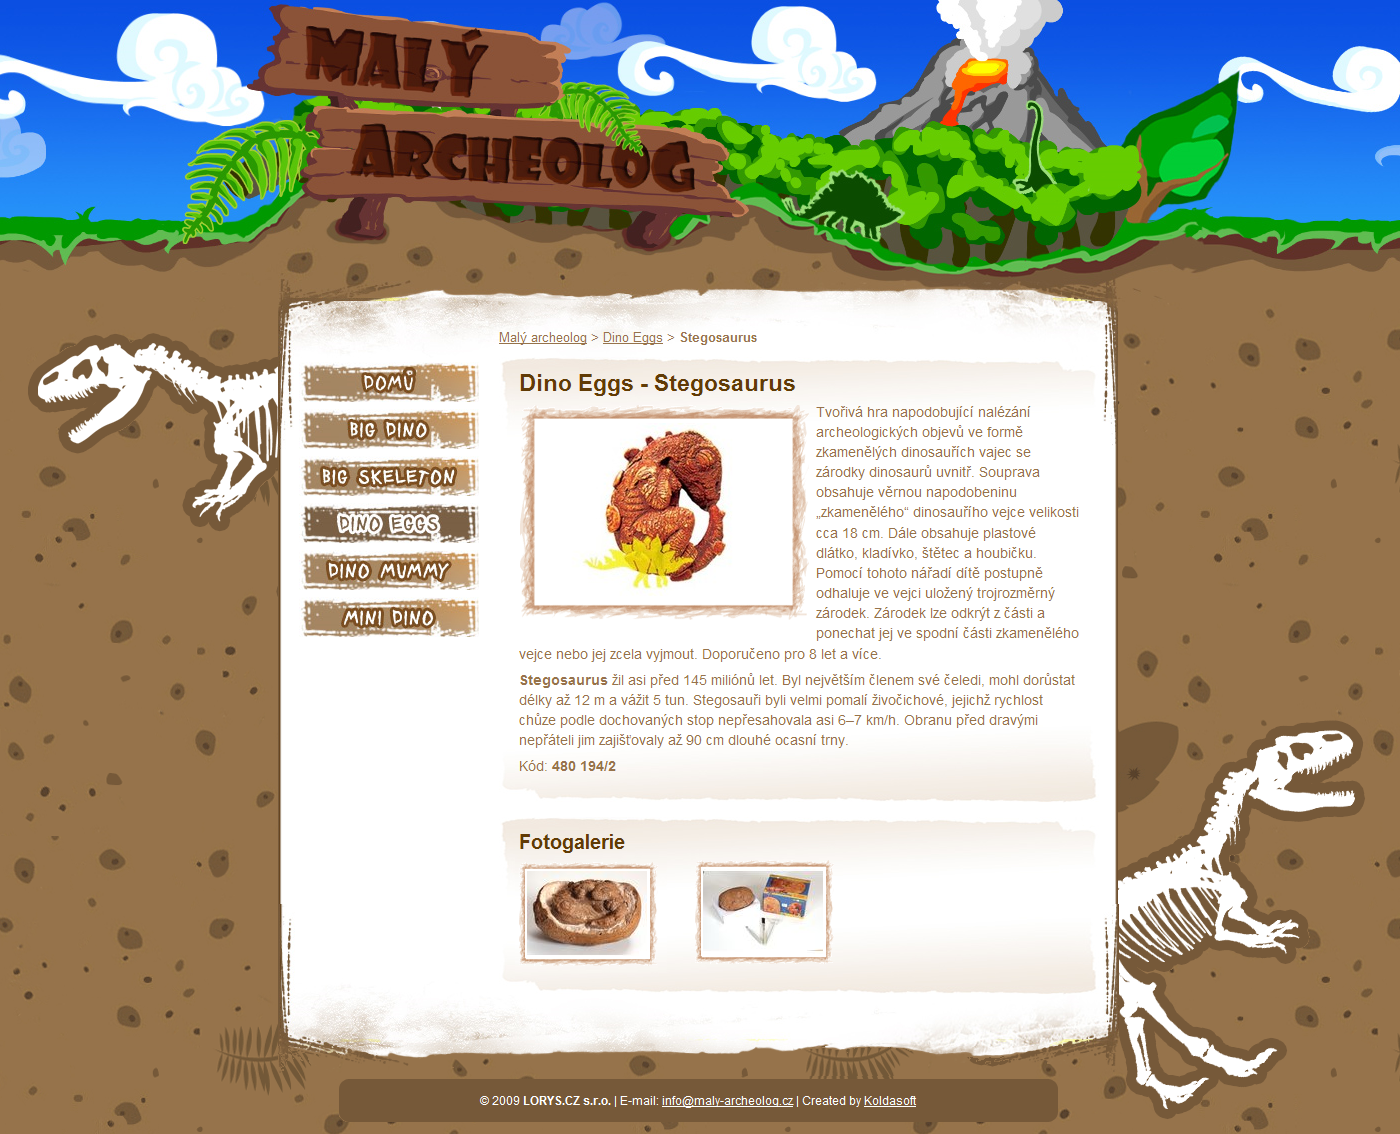 MALÝ
ARCHEOLOG
Malý archeolog > Dino Eggs > Stegosaurus
DOMŮ
BIG DINO
BIG SKELETON
DINO EGGS
DINO MUMMY
MINI DINO
Dino Eggs - Stegosaurus
Tvořivá hra napodobující nalézání
archeologických objevů ve formě
zkamenělých dinosauřích vajec se
zárodky dinosaurů uvnitř. Souprava
obsahuje věrnou napodobeninu
„zkamenělého“ dinosauřího vejce velikosti
cca 18 cm. Dále obsahuje plastové
dlátko, kladívko, štětec a houbičku.
Pomocí tohoto nářadí dítě postupně
odhaluje ve vejci uložený trojrozměrný
zárodek. Zárodek lze odkrýt z části a
ponechat jej ve spodní části zkamenělého
vejce nebo jej zcela vyjmout. Doporučeno pro 8 let a více.
Stegosaurus žil asi před 145 miliónů let. Byl největším členem své čeledi, mohl dorůstat
délky až 12 m a vážit 5 tun. Stegosauři byli velmi pomalí živočichové, jejichž rychlost
chůze podle dochovaných stop nepřesahovala asi 6–7 km/h. Obranu před dravými
nepřáteli jim zajišťovaly až 90 cm dlouhé ocasní trny.
Kód: 480 194/2
Fotogalerie
© 2009 LORYS.CZ s.r.o. | E-mail: info@maly-archeolog.cz | Created by Koldasoft